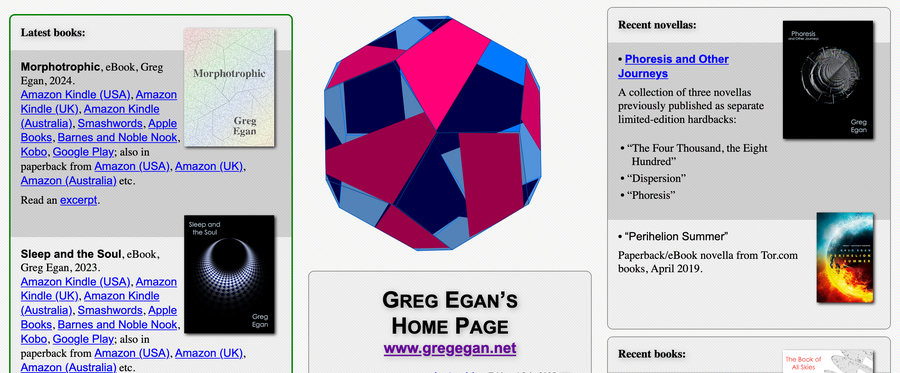 Latest books:
Morphotrophic, eBook, Greg
Egan, 2024.
Amazon Kindle (USA), Amazon
Kindle (UK), Amazon Kindle
(Australia), Smashwords, Apple
Books, Barnes and Noble Nook,
Kobo, Google Play; also in
paperback from Amazon (USA), Amazon (UK),
Amazon (Australia) etc.
Read an excerpt.
Morphotrophic
Greg
Egan
Sleep and the Soul, eBook,
Greg Egan, 2023.
Amazon Kindle (USA), Amazon
Kindle (UK), Amazon Kindle
(Australia), Smashwords, Apple
Books, Barnes and Noble Nook,
Kobo, Google Play; also in
paperback from Amazon (USA), Amazon (UK),
Amazon (Australia) etc.
Sleep and
the Soul
Greg
Egan
GREG EGAN'S
HOME PAGE
www.gregegan.net
Recent novellas:
• Phoresis and Other
Journeys
A collection of three novellas
previously published as separate
limited-edition hardbacks:
• “The Four Thousand, the Eight
Hundred”
• “Dispersion”
• “Phoresis”
Phoresis
and Other Journeys
Greg
Egan
• “Perihelion Summer”
Paperback/eBook novella from Tor.com
books, April 2019.
GREG EGAN
PERIHELION
SUMMER
Recent books:
The Book of
All Skies